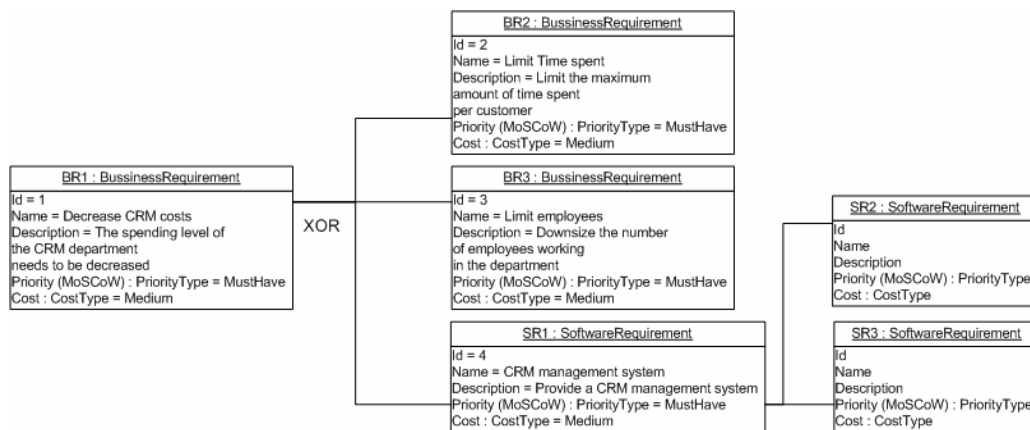 BR2 : BussinessRequirement
Id = 2
Name = Limit Time spent
Description = Limit the maximum
amount of time spent
per customer
Priority (MoSCoW) : PriorityType = MustHave
Cost : CostType = Medium
BR1 : BussinessRequirement
Id = 1
Name = Decrease CRM costs
Description = The spending level of
the CRM department
needs to be decreased
Priority (MoSCoW) : PriorityType = MustHave
Cost : CostType = Medium
XOR
BR3 : BussinessRequirement
Id = 3
Name = Limit employees
Description = Downsize the number
of employees working
in the department
Priority (MoSCoW) : PriorityType = MustHave
Cost : CostType = Medium
SR1 : SoftwareRequirement
Id = 4
Name = CRM management system
Description = Provide a CRM management system
Priority (MoSCoW) : PriorityType = MustHave
Cost : CostType = Medium
SR2 : SoftwareRequirement
Id
Name
Description
Priority (MoSCoW) : PriorityType
Cost : CostType
SR3 : SoftwareRequirement
Id
Name
Description
Priority (MoSCoW) : PriorityType
Cost : CostType